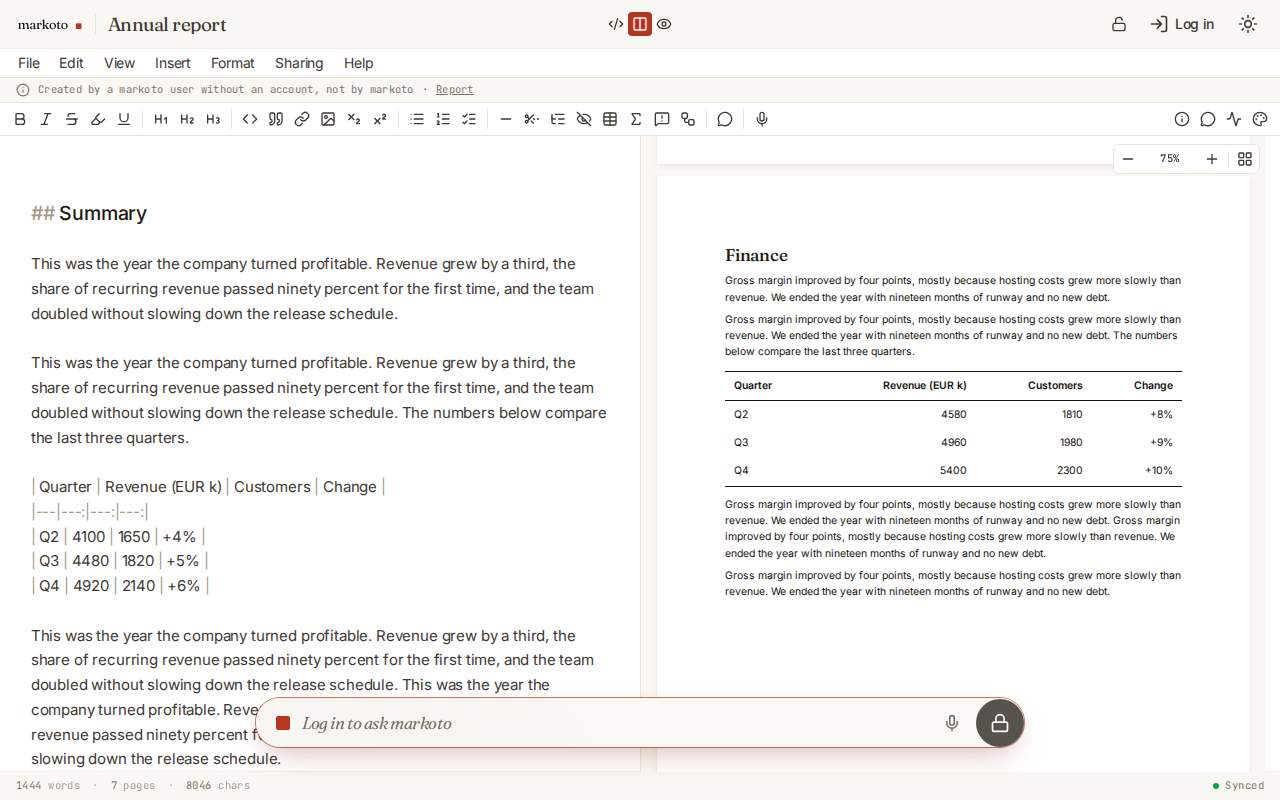 markoto
Annual report
Log in
File Edit View Insert Format Sharing Help
Created by a markoto user without an account, not by markoto · Report
H1 H2 H3
75%
## Summary
This was the year the company turned profitable. Revenue grew by a third, the
share of recurring revenue passed ninety percent for the first time, and the team
doubled without slowing down the release schedule.
This was the year the company turned profitable. Revenue grew by a third, the
share of recurring revenue passed ninety percent for the first time, and the team
doubled without slowing down the release schedule. The numbers below compare
the last three quarters.
| Quarter | Revenue (EUR k) | Customers | Change |
|---|---:|---:|---:|
| Q2 | 4100 | 1650 | +4% |
| Q3 | 4480 | 1820 | +5% |
| Q4 | 4920 | 2140 | +6% |
This was the year the company turned profitable. Revenue grew by a third, the
share of recurring revenue passed ninety percent for the first time, and the team
doubled without slowing down the release schedule. This was the year the
company turned profitable. Reve
revenue passed ninety percent f
slowing down the release schedule.
Finance
Gross margin improved by four points, mostly because hosting costs grew more slowly than
revenue. We ended the year with nineteen months of runway and no new debt.
Gross margin improved by four points, mostly because hosting costs grew more slowly than
revenue. We ended the year with nineteen months of runway and no new debt. The numbers
below compare the last three quarters.
Quarter Revenue (EUR k) Customers Change
Q2 4580 1810 +8%
Q3 4960 1980 +9%
Q4 5400 2300 +10%
Gross margin improved by four points, mostly because hosting costs grew more slowly than
revenue. We ended the year with nineteen months of runway and no new debt. Gross margin
improved by four points, mostly because hosting costs grew more slowly than revenue. We
ended the year with nineteen months of runway and no new debt.
Gross margin improved by four points, mostly because hosting costs grew more slowly than
revenue. We ended the year with nineteen months of runway and no new debt.
Log in to ask markoto
1444 words · 7 pages · 8046 chars
Synced